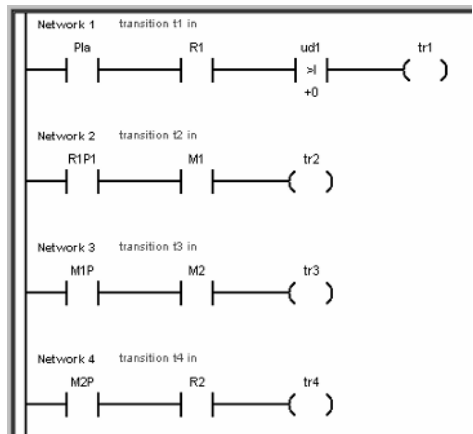 Network 1 transition t1 in
Pla R1 ud1 tr1
>I
+0
Network 2 transition t2 in
R1P1 M1 tr2
Network 3 transition t3 in
M1P M2 tr3
Network 4 transition t4 in
M2P R2 tr4